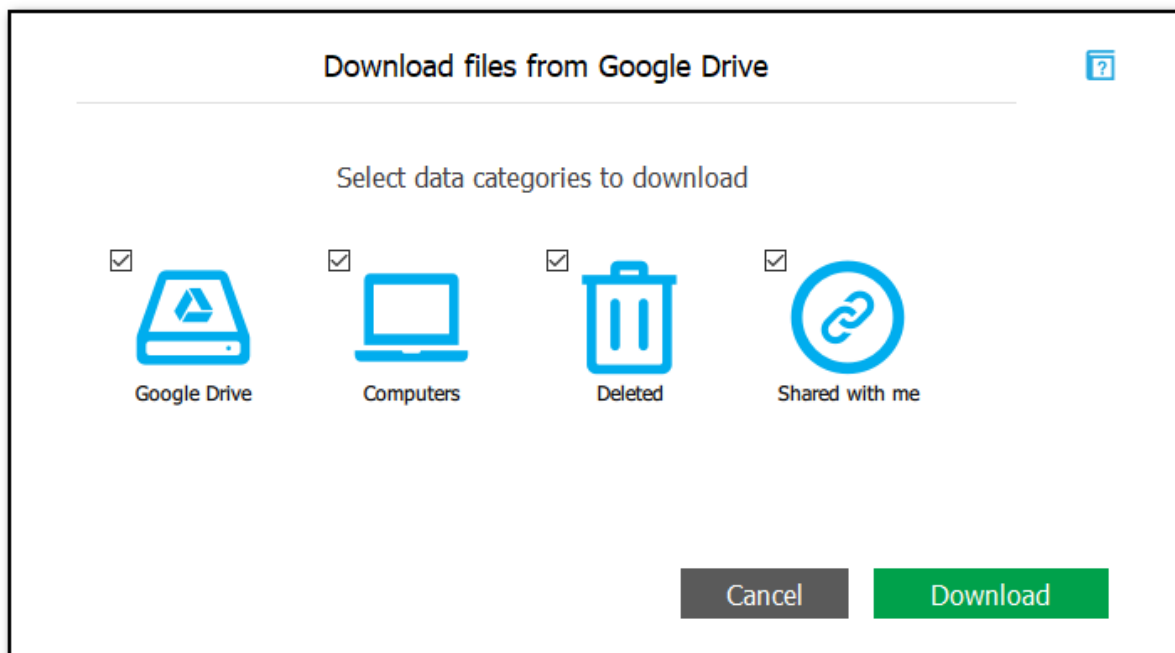 Download files from Google Drive
?
Select data categories to download
Google Drive
Computers
Deleted
Shared with me
Cancel
Download